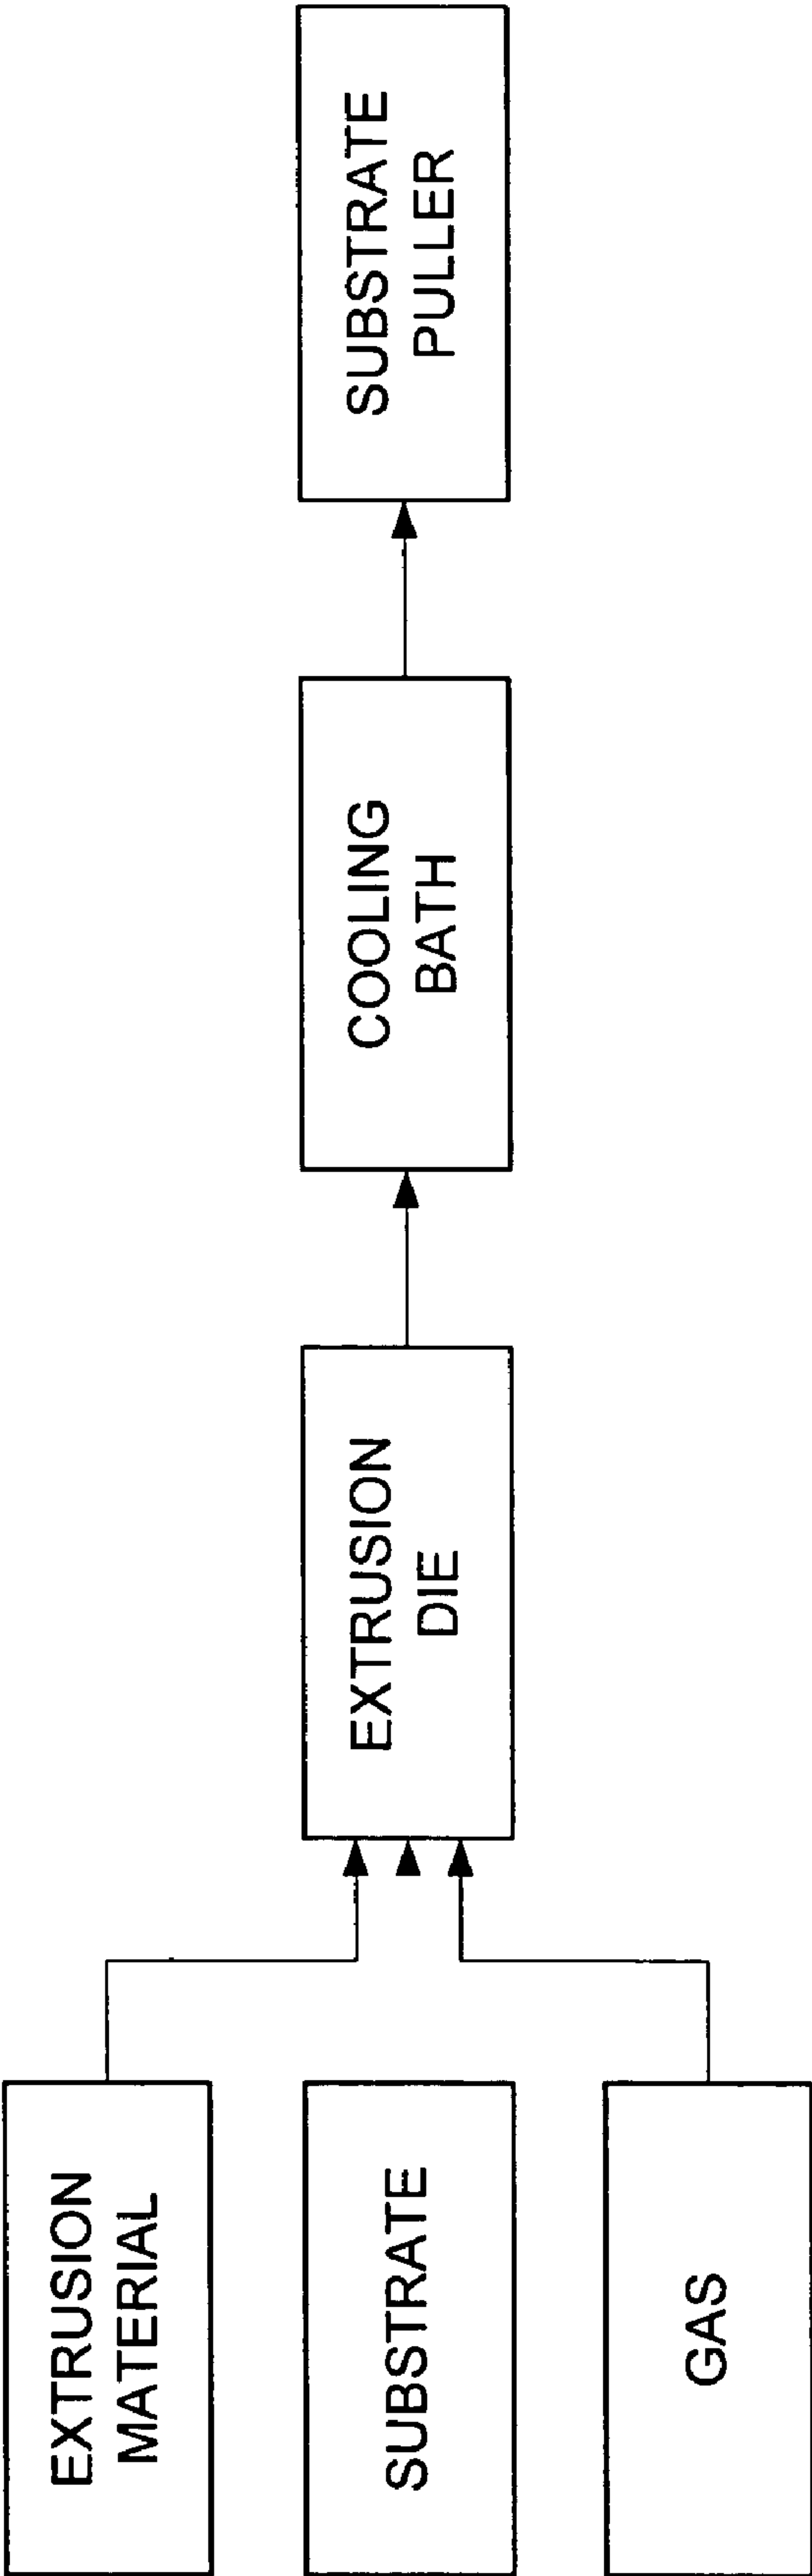 EXTRUSION
MATERIAL
SUBSTRATE
GAS
EXTRUSION
DIE
COOLING
BATH
SUBSTRATE
PULLER